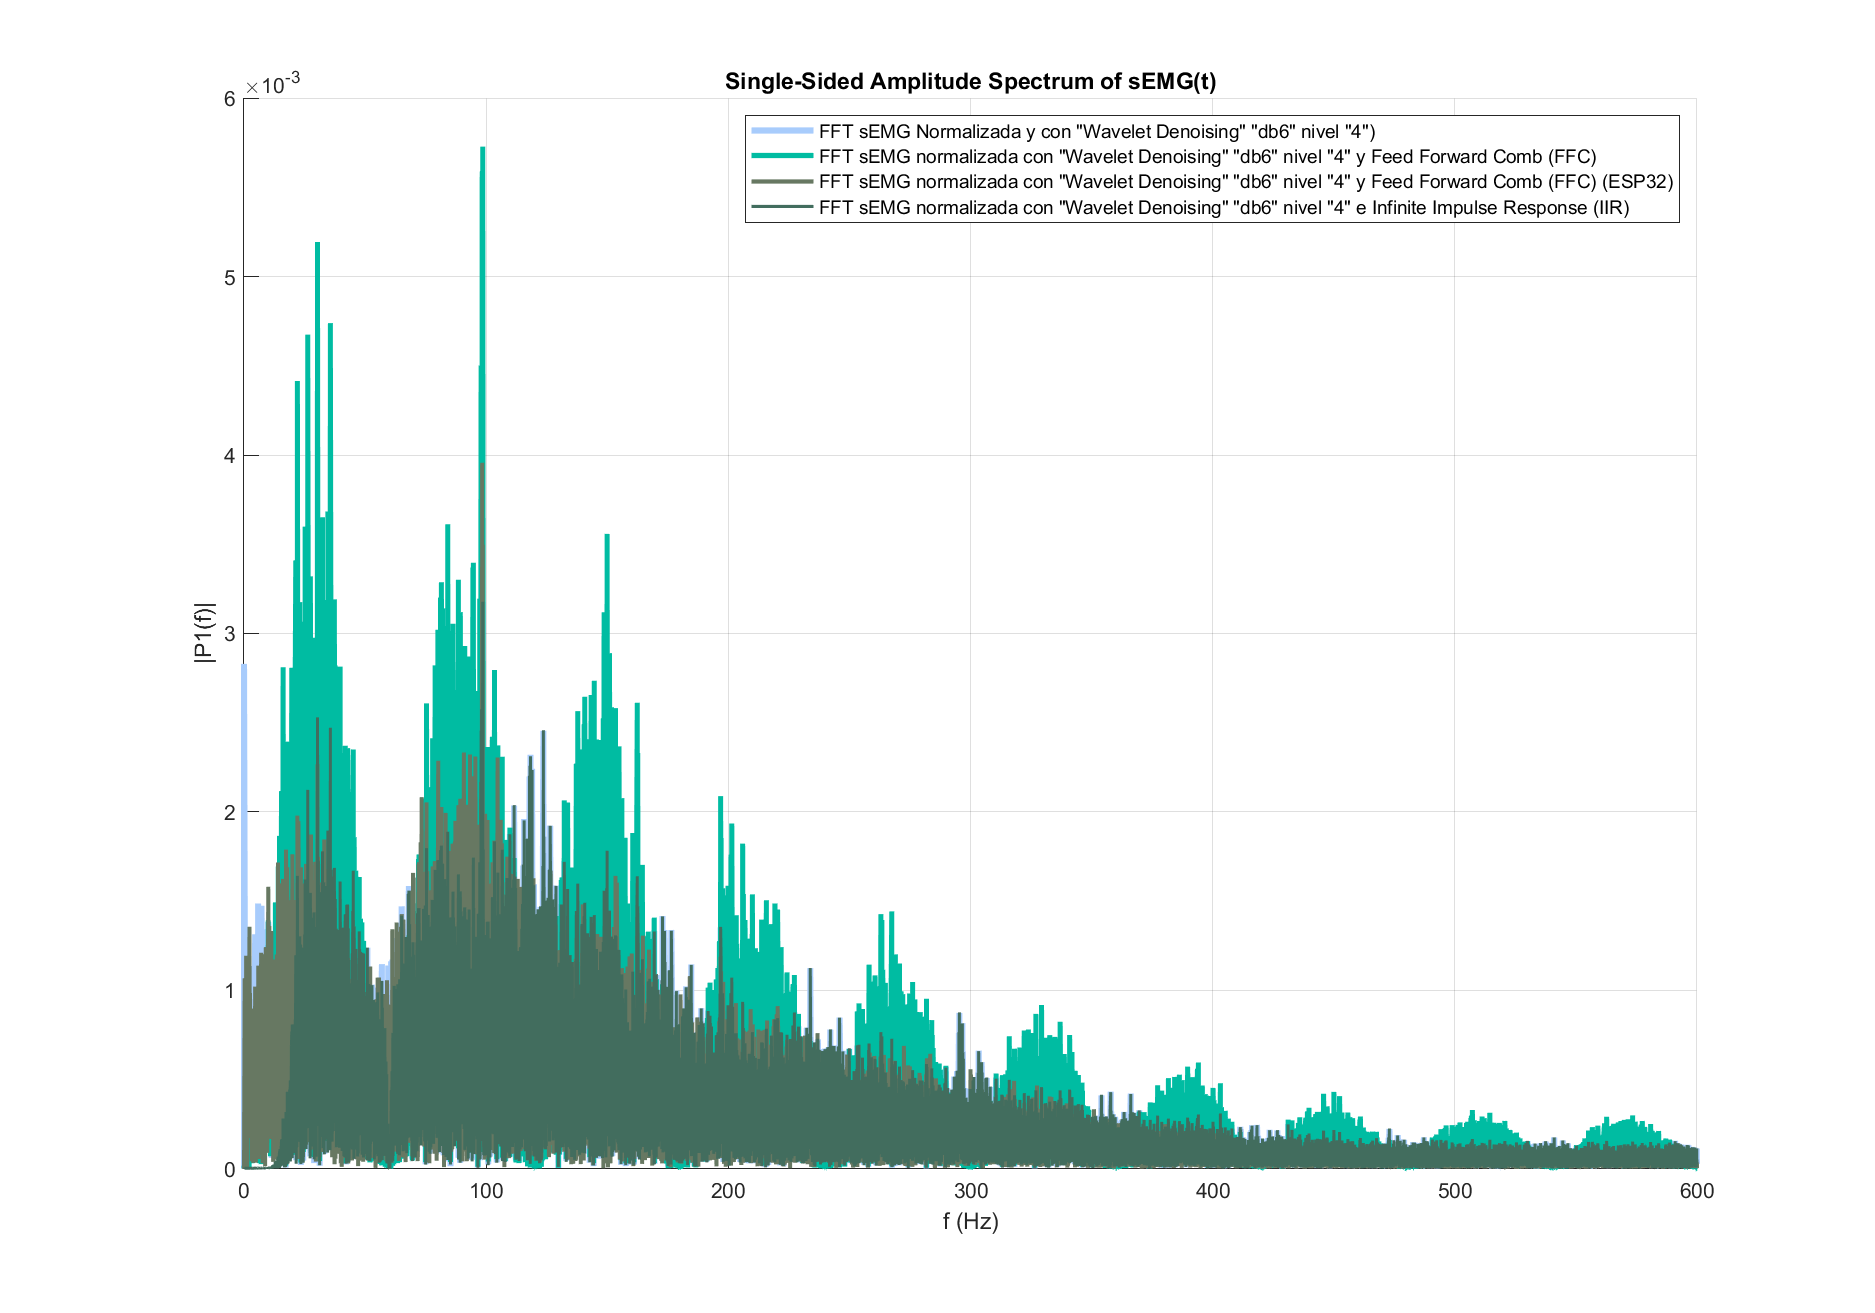 Single-Sided Amplitude Spectrum of sEMG(t)
×10-3
FFT sEMG Normalizada y con "Wavelet Denoising" "db6" nivel "4")
FFT sEMG normalizada con "Wavelet Denoising" "db6" nivel "4" y Feed Forward Comb (FFC)
FFT sEMG normalizada con "Wavelet Denoising" "db6" nivel "4" y Feed Forward Comb (FFC) (ESP32)
FFT sEMG normalizada con "Wavelet Denoising" "db6" nivel "4" e Infinite Impulse Response (IIR)
6
5
4
3
2
1
0
|P1(f)|
0 100 200 300 400 500 600
f (Hz)